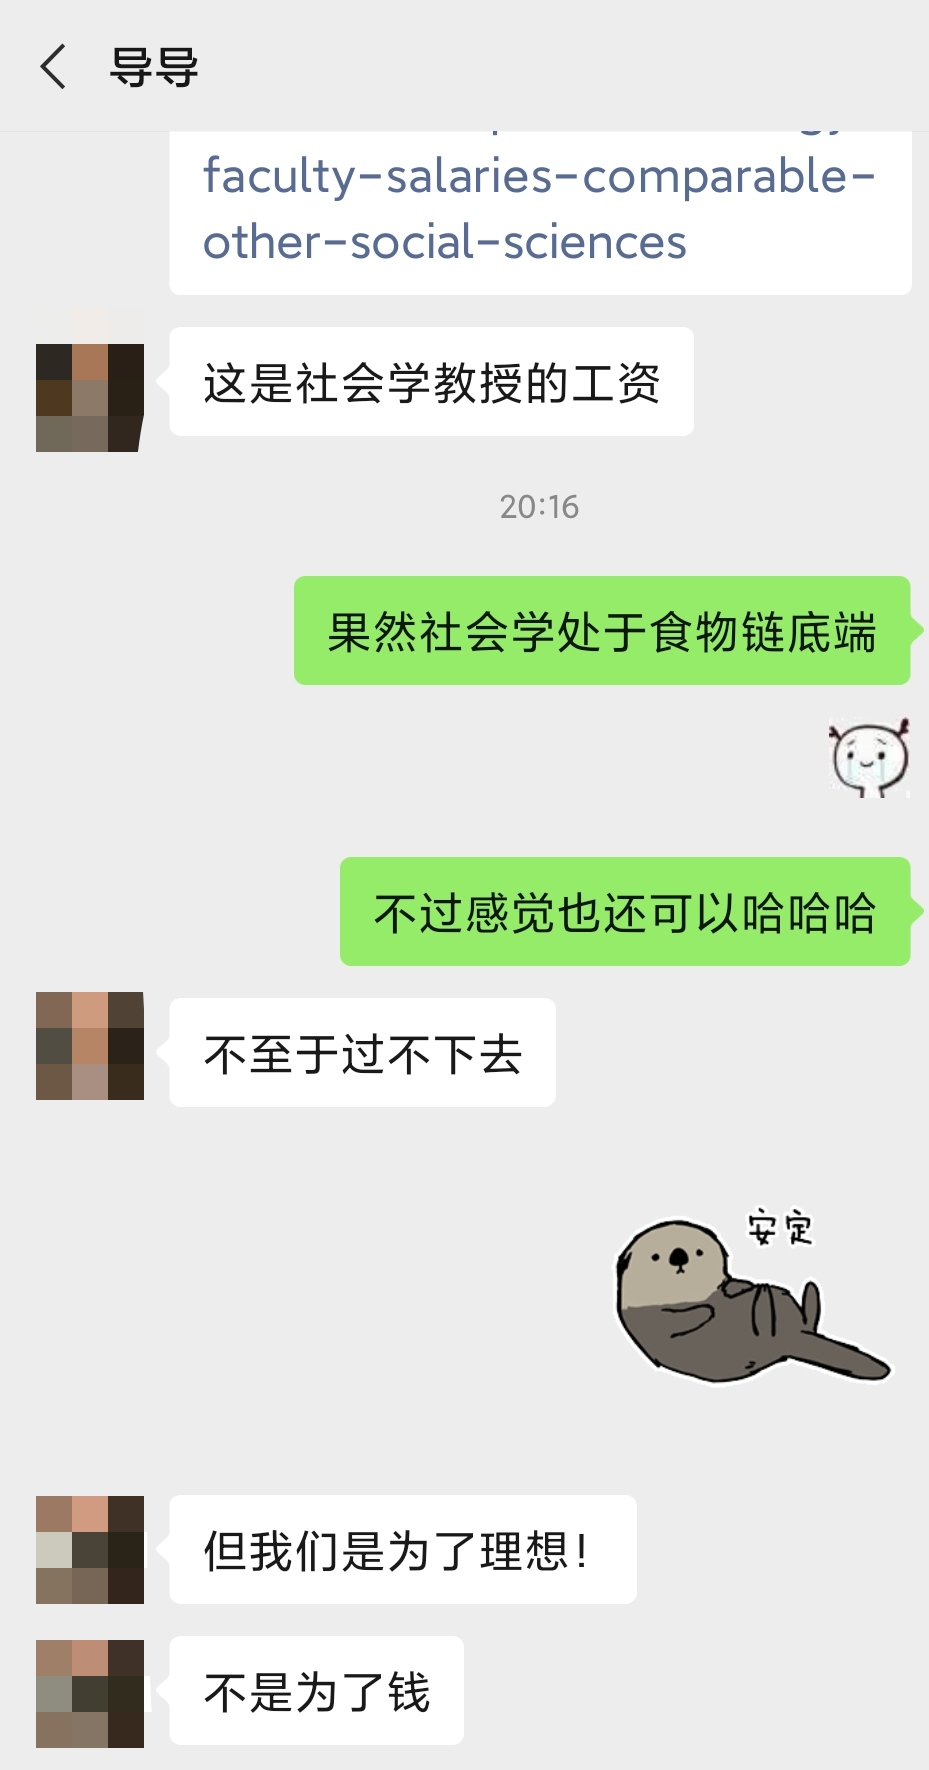 导导
faculty-salaries-comparable-
other-social-sciences
这是社会学教授的工资
20:16
果然社会学处于食物链底端
不过感觉也还可以哈哈哈
不至于过不下去
安定
但我们是为了理想！
不是为了钱